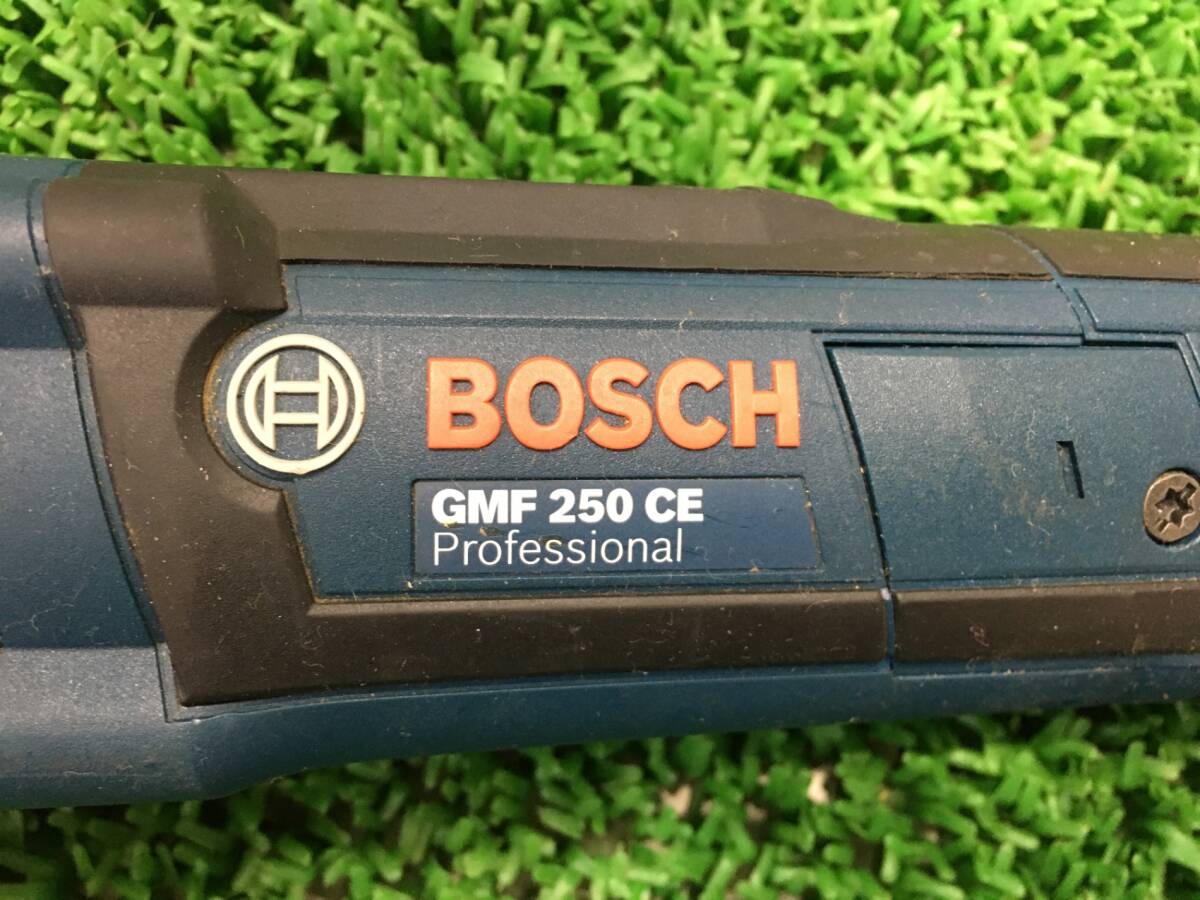 BOSCH
GMF 250 CE
Professional